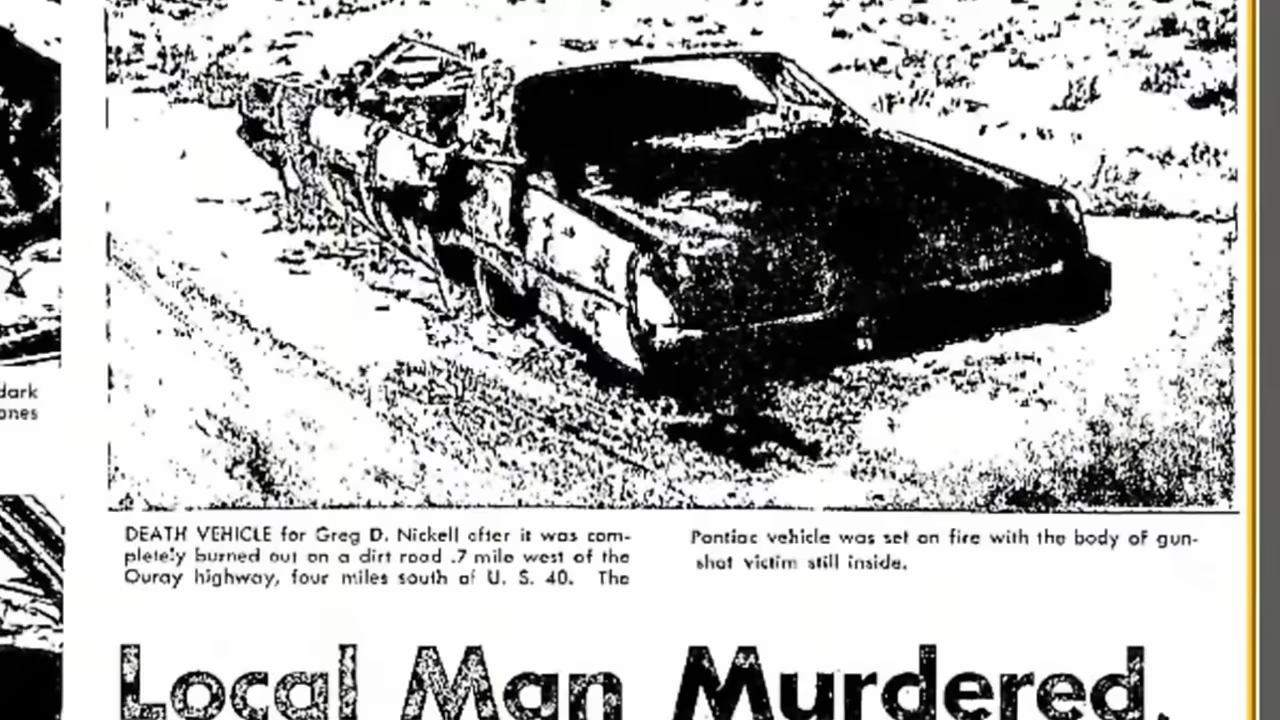 dark
ones
DEATH VEHICLE for Greg D. Nickell after it was com-
pletely burned out on a dirt road .7 mile west of the
Ouray highway, four miles south of U. S. 40. The
Pontiac vehicle was set on fire with the body of gun-
shot victim still inside.
Local Man Murdered,